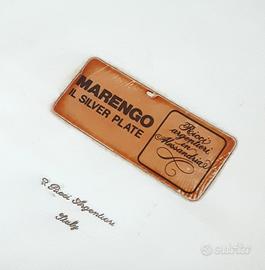 MARENGO
IL SILVER PLATE
Ricci
argentieri
in
Alessandria
R. Ricci Argentieri
Italy
subito